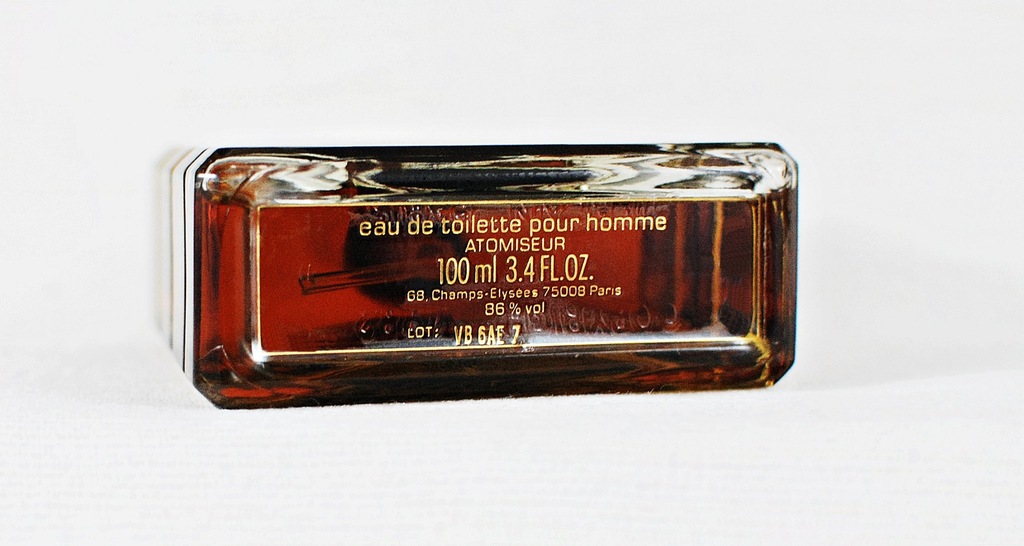 eau de toilette pour homme
ATOMISEUR
100 ml 3.4 FL.OZ.
68, Champs-Elysées 75008 Paris
86 % vol
LOT: VB 6AE 7